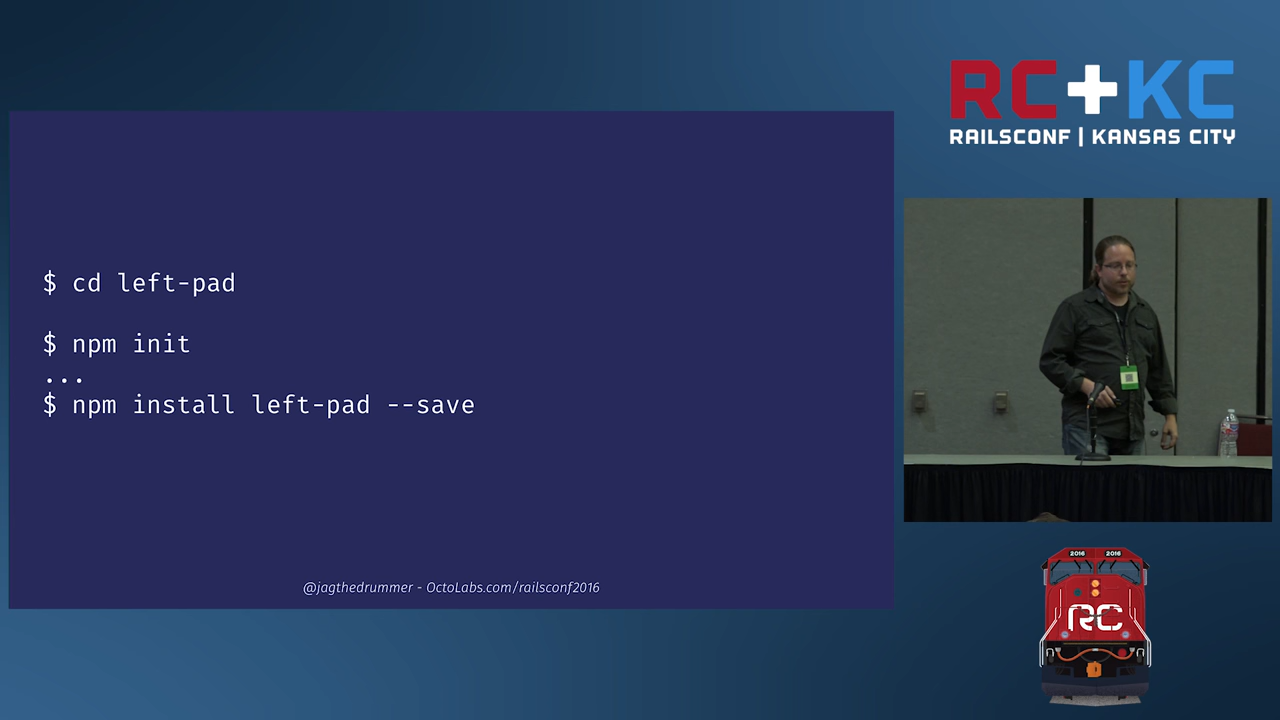 RC+KC
RAILSCONF | KANSAS CITY
$ cd left-pad
$ npm init
...
$ npm install left-pad --save
@jagthedrummer - OctoLabs.com/railsconf2016
2016 2016
RC